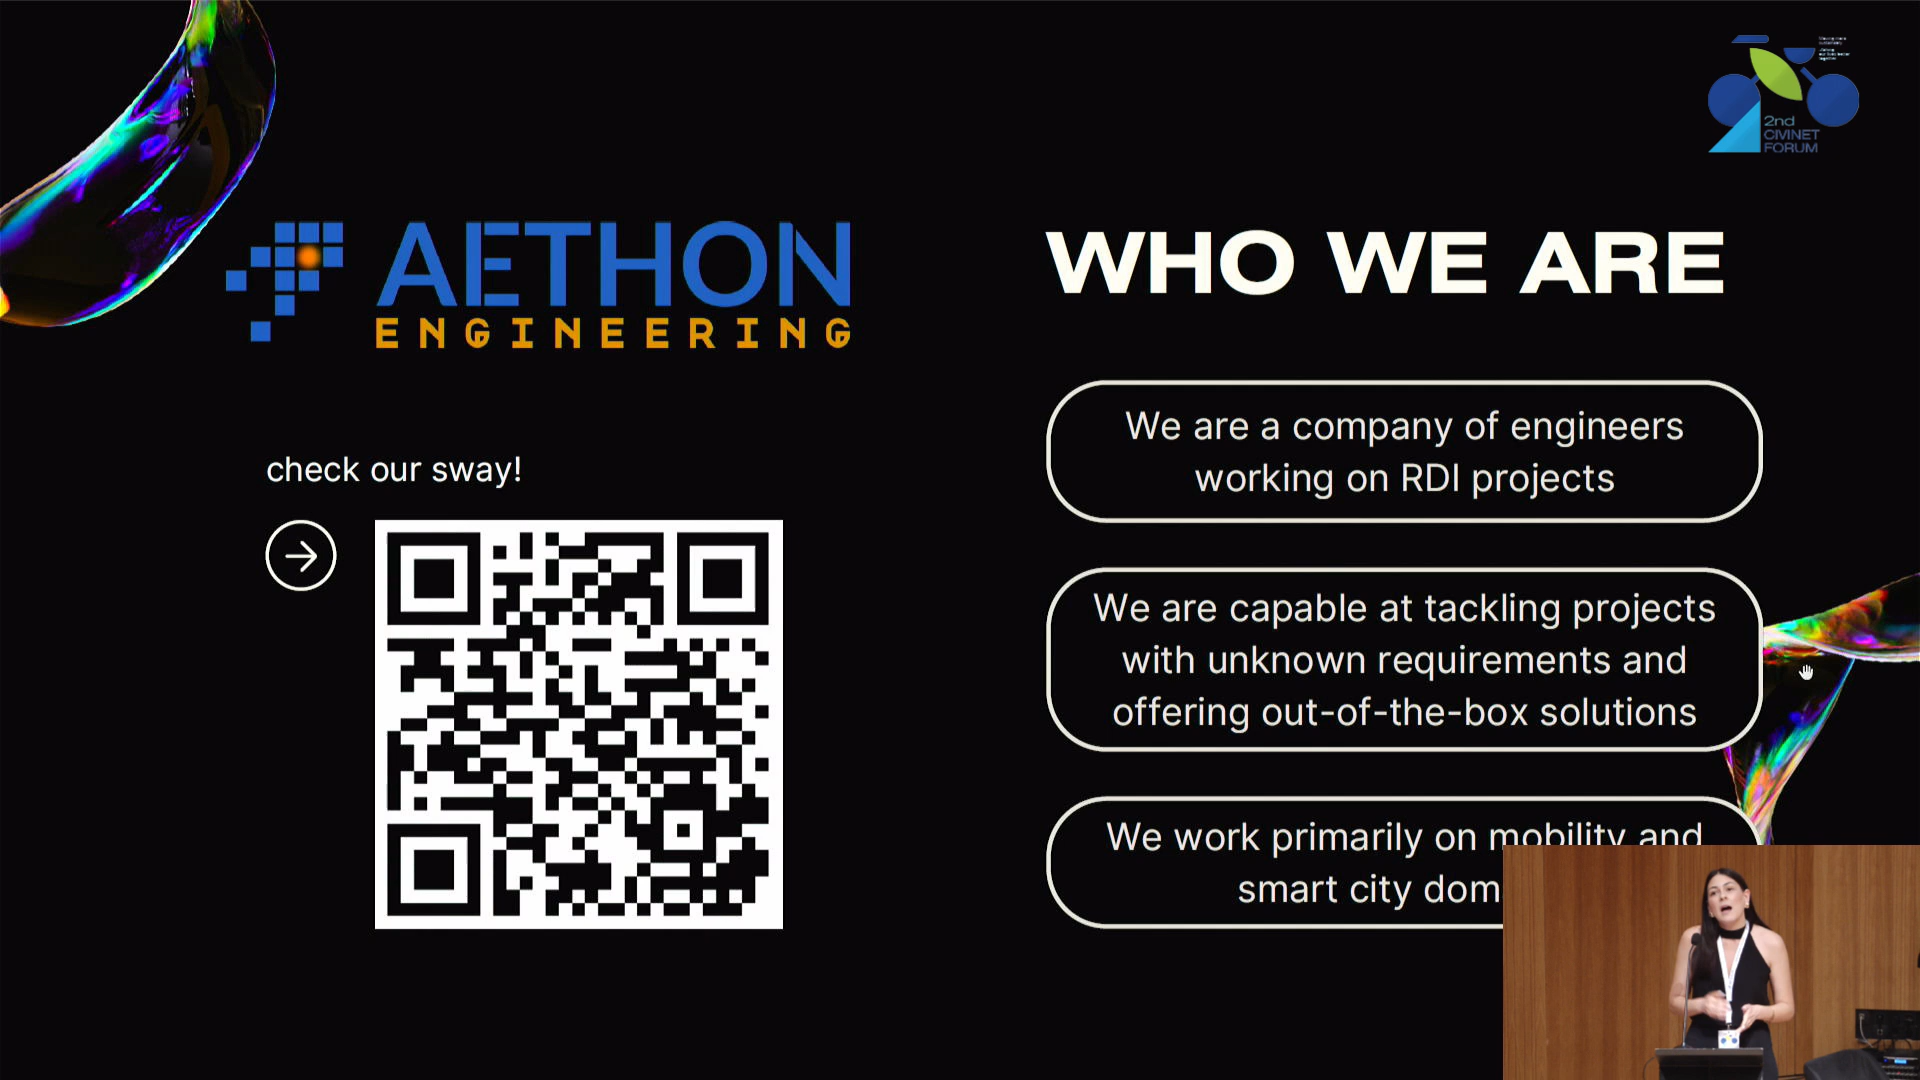 2nd
CIVINET
FORUM
AETHON
ENGINEERING
check our sway!
WHO WE ARE
We are a company of engineers
working on RDI projects
We are capable at tackling projects
with unknown requirements and
offering out-of-the-box solutions
We work primarily on mobility and
smart city